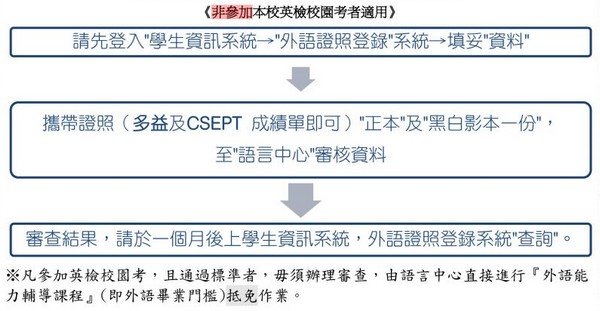 《非參加本校英檢校園考者適用》
請先登入"學生資訊系統→"外語證照登錄"系統→填妥"資料"
攜帶證照（多益及CSEPT 成績單即可）"正本"及"黑白影本一份"，
至"語言中心"審核資料
審查結果，請於一個月後上學生資訊系統，外語證照登錄系統"查詢"。
※凡參加英檢校園考，且通過標準者，毋須辦理審查，由語言中心直接進行『外語能
力輔導課程』(即外語畢業門檻)抵免作業。